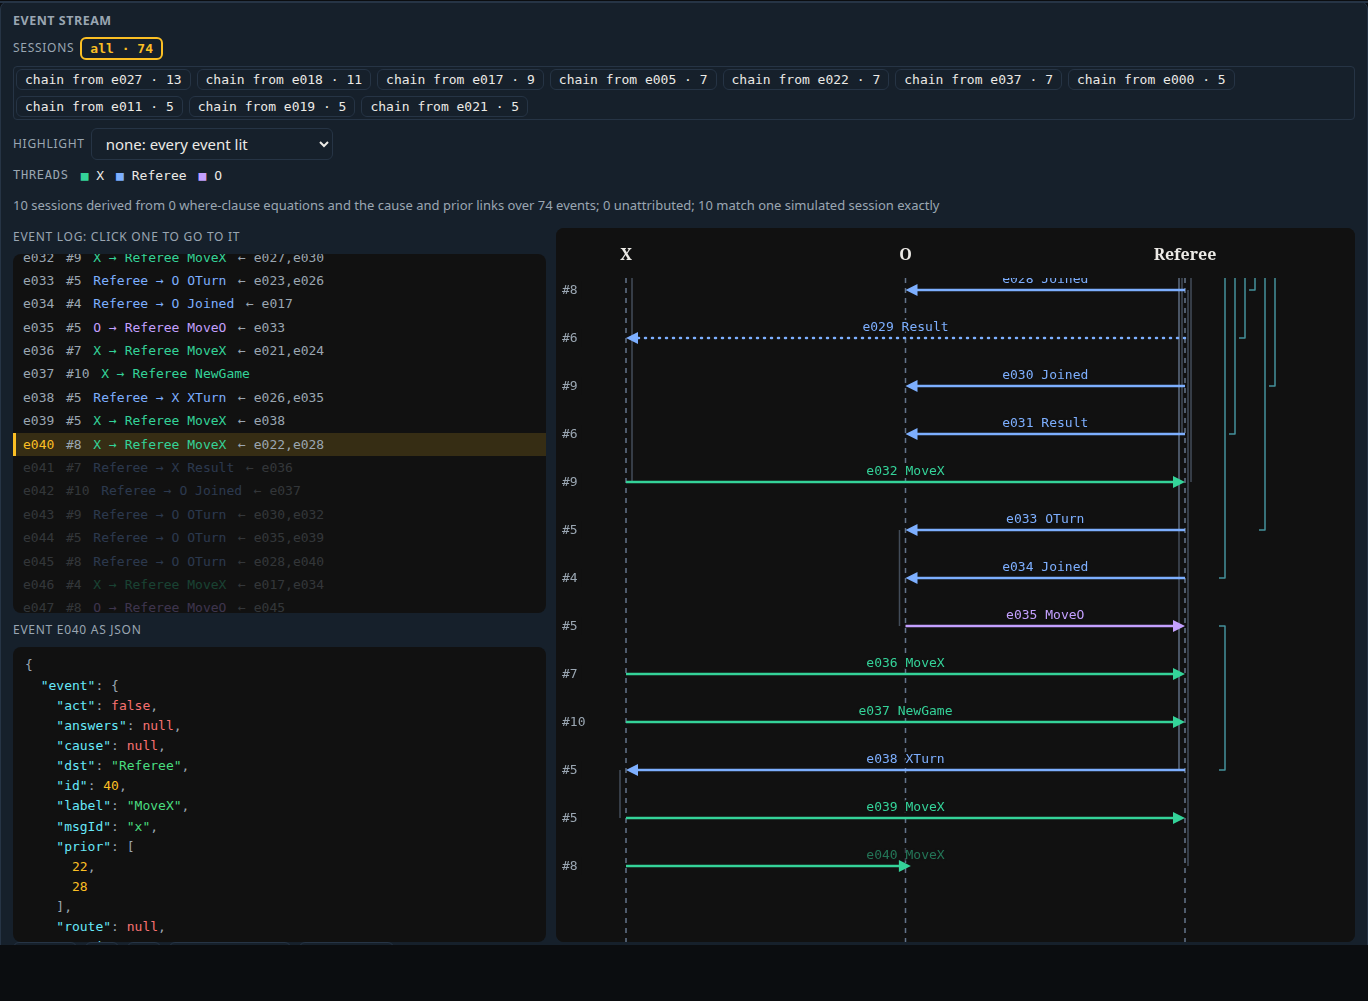 EVENT STREAM
SESSIONS all · 74
chain from e027 · 13 chain from e018 · 11 chain from e017 · 9 chain from e005 · 7 chain from e022 · 7 chain from e037 · 7 chain from e000 · 5
chain from e011 · 5 chain from e019 · 5 chain from e021 · 5
HIGHLIGHT none: every event lit
THREADS X Referee O
10 sessions derived from 0 where-clause equations and the cause and prior links over 74 events; 0 unattributed; 10 match one simulated session exactly
EVENT LOG: CLICK ONE TO GO TO IT
e032 #9 X → Referee MoveX ← e027,e030
e033 #5 Referee → O OTurn ← e023,e026
e034 #4 Referee → O Joined ← e017
e035 #5 O → Referee MoveO ← e033
e036 #7 X → Referee MoveX ← e021,e024
e037 #10 X → Referee NewGame
e038 #5 Referee → X XTurn ← e026,e035
e039 #5 X → Referee MoveX ← e038
e040 #8 X → Referee MoveX ← e022,e028
e041 #7 Referee → X Result ← e036
e042 #10 Referee → O Joined ← e037
e043 #9 Referee → O OTurn ← e030,e032
e044 #5 Referee → O OTurn ← e035,e039
e045 #8 Referee → O OTurn ← e028,e040
e046 #4 X → Referee MoveX ← e017,e034
e047 #8 O → Referee MoveO ← e045
EVENT E040 AS JSON
{
"event": {
"act": false,
"answers": null,
"cause": null,
"dst": "Referee",
"id": 40,
"label": "MoveX",
"msgId": "x",
"prior": [
22,
28
],
"route": null,
X O Referee
#8 e028 Joined
#6 e029 Result
#9 e030 Joined
#6 e031 Result
#9 e032 MoveX
#5 e033 OTurn
#4 e034 Joined
#5 e035 MoveO
#7 e036 MoveX
#10 e037 NewGame
#5 e038 XTurn
#5 e039 MoveX
#8 e040 MoveX